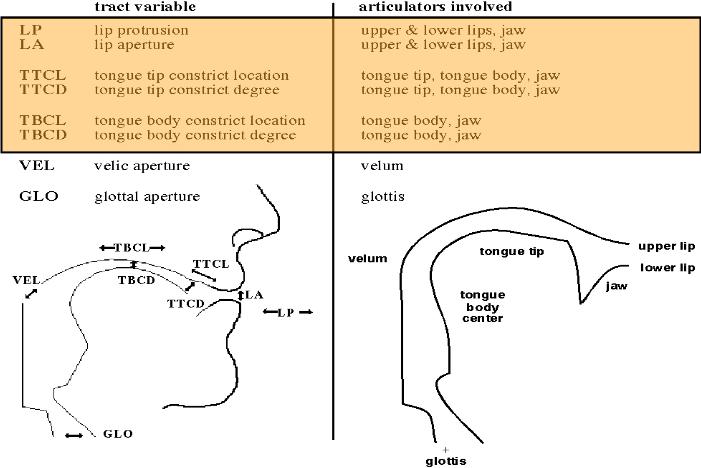 tract variable articulators involved
LP lip protrusion upper & lower lips, jaw
LA lip aperture upper & lower lips, jaw
TTCL tongue tip constrict location tongue tip, tongue body, jaw
TTCD tongue tip constrict degree tongue tip, tongue body, jaw
TBCL tongue body constrict location tongue body, jaw
TBCD tongue body constrict degree tongue body, jaw
VEL velic aperture velum
GLO glottal aperture glottis
TBCL
TTCL
VEL
TBCD
TTCD
LA
LP
GLO
upper lip
tongue tip
velum
lower lip
jaw
tongue
body
center
+
glottis